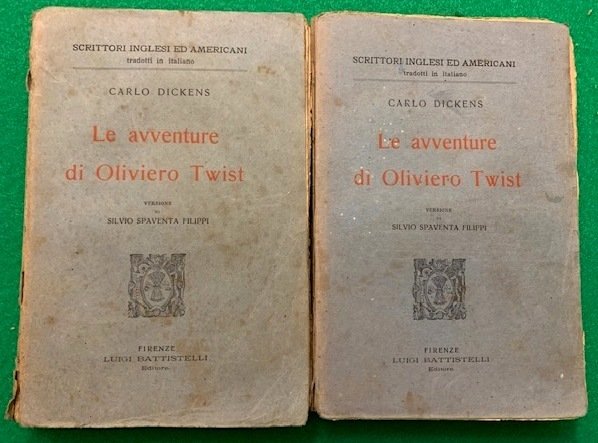 SCRITTORI INGLESI ED AMERICANI
tradotti in italiano
CARLO DICKENS
Le avventure
di Oliviero Twist
VERSIONE
DI
SILVIO SPAVENTA FILIPPI
FIRENZE
LUIGI BATTISTELLI
Editore.
SCRITTORI INGLESI ED AMERICANI
tradotti in italiano
CARLO DICKENS
Le avventure
di Oliviero Twist
VERSIONE
DI
SILVIO SPAVENTA FILIPPI
FIRENZE
LUIGI BATTISTELLI
Editore.